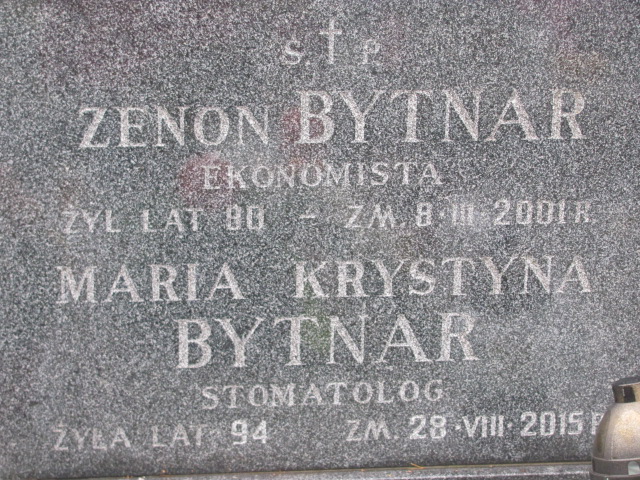 Ś † P
ZENON BYTNAR
EKONOMISTA
ŻYŁ LAT 80 - ZM. 8·III·2001 R
MARIA KRYSTYNA
BYTNAR
STOMATOLOG
ŻYŁA LAT 94 ZM. 28·VIII·2015 R